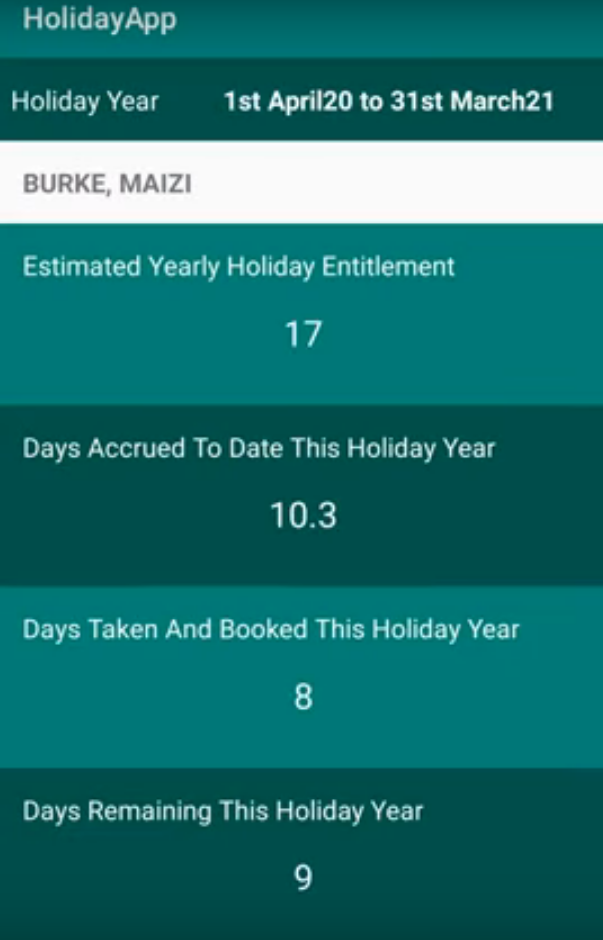 HolidayApp
Holiday Year 1st April20 to 31st March21
BURKE, MAIZI
Estimated Yearly Holiday Entitlement
17
Days Accrued To Date This Holiday Year
10.3
Days Taken And Booked This Holiday Year
8
Days Remaining This Holiday Year
9